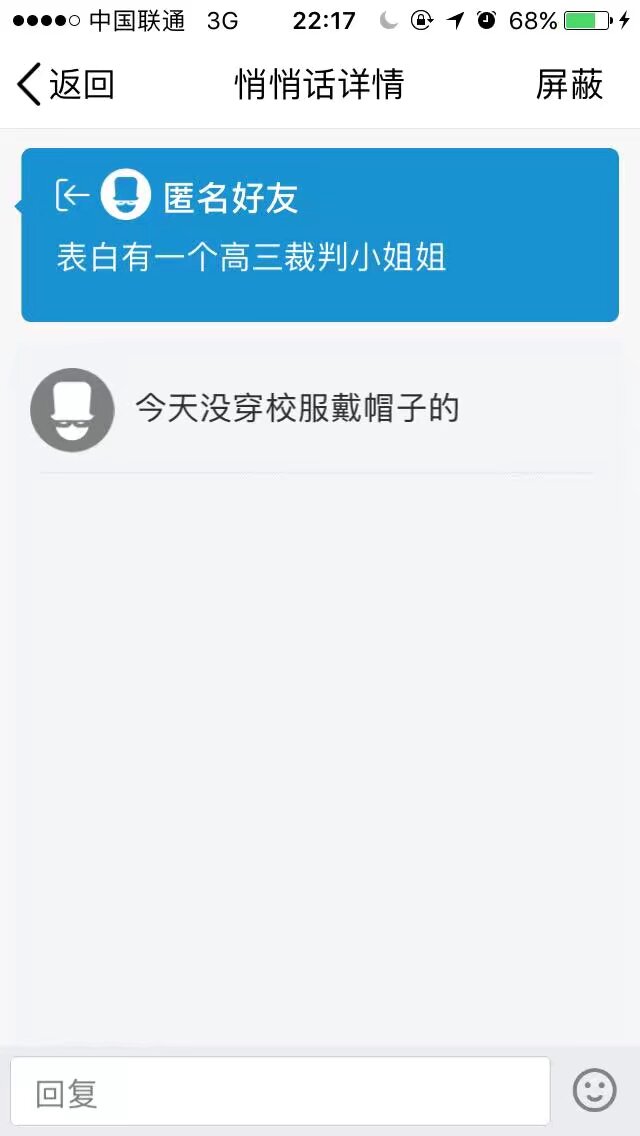 中国联通 3G 22:17 68%
返回 悄悄话详情 屏蔽
匿名好友
表白有一个高三裁判小姐姐
今天没穿校服戴帽子的
回复